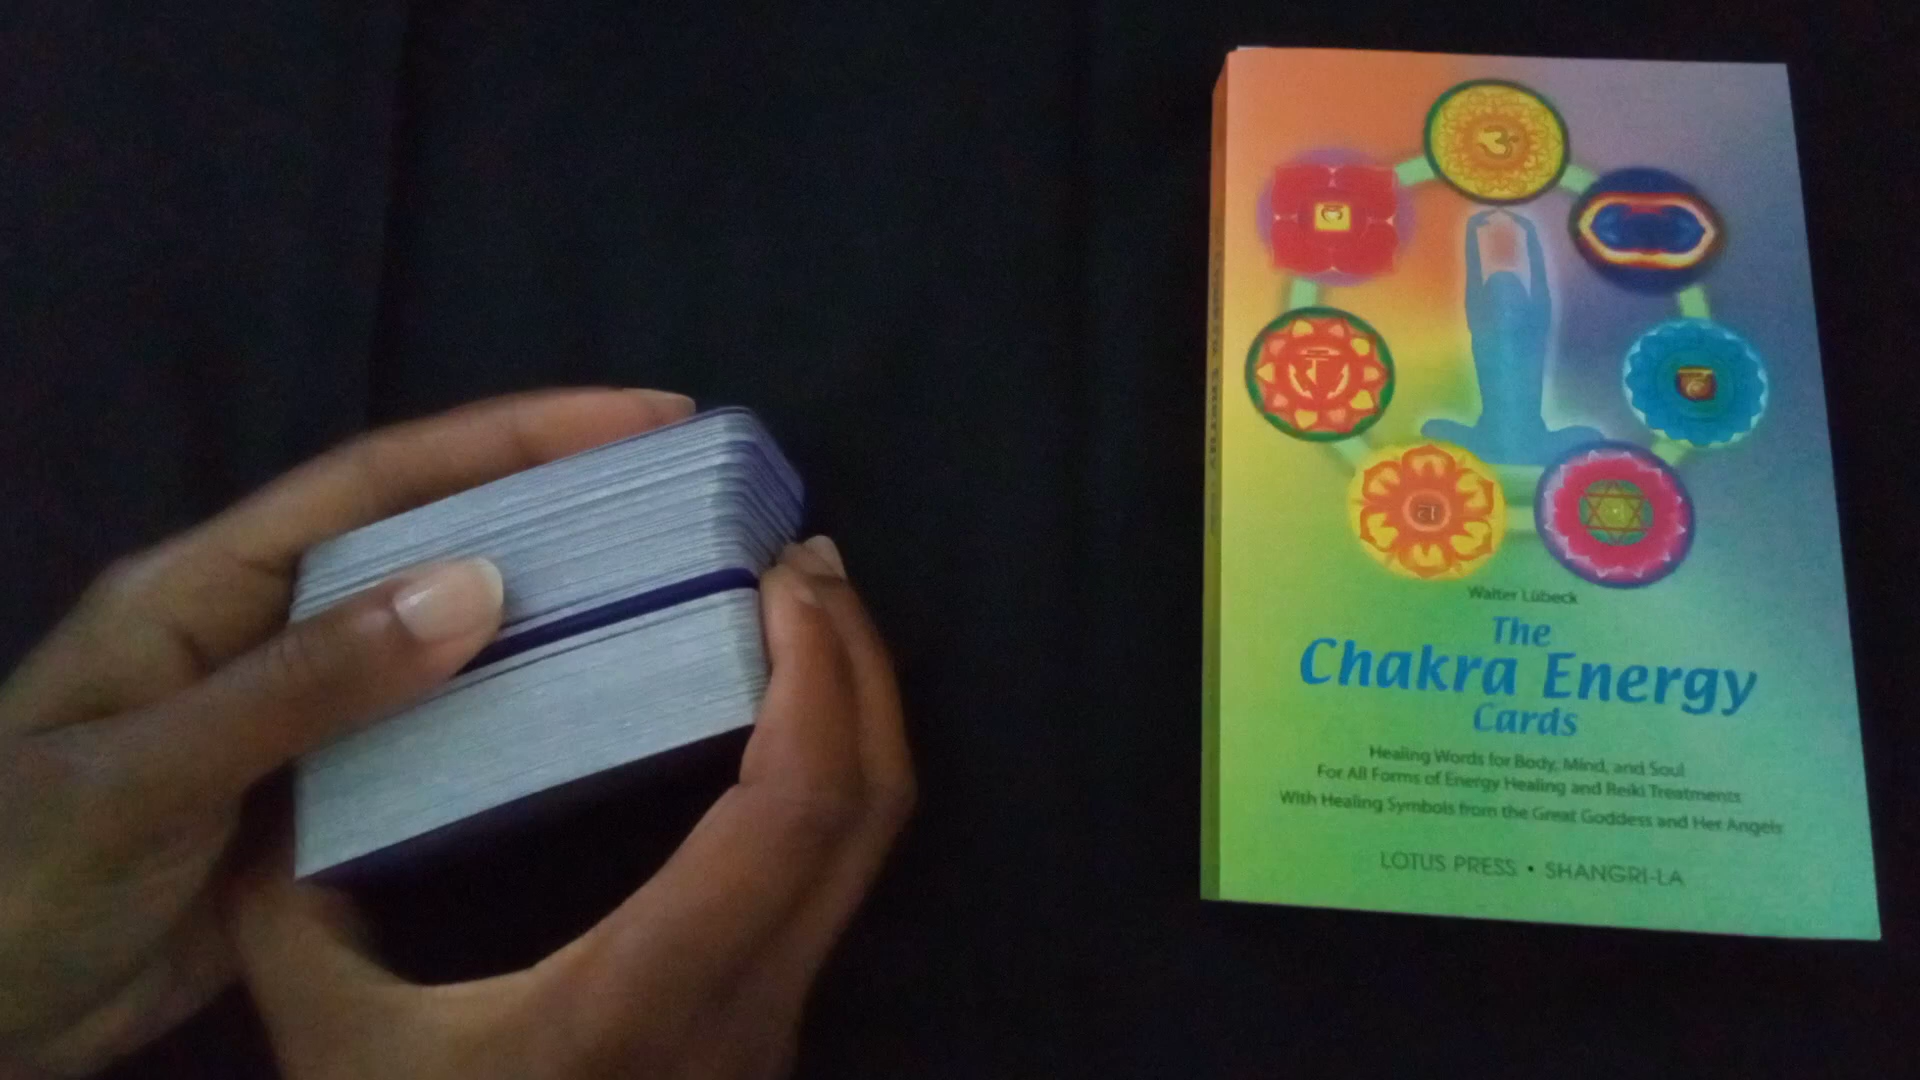 ॐ
Walter Lübeck
The
Chakra Energy
Cards
Healing Words for Body, Mind, and Soul
For All Forms of Energy Healing and Reiki Treatments
With Healing Symbols from the Great Goddess and Her Angels
LOTUS PRESS • SHANGRI-LA